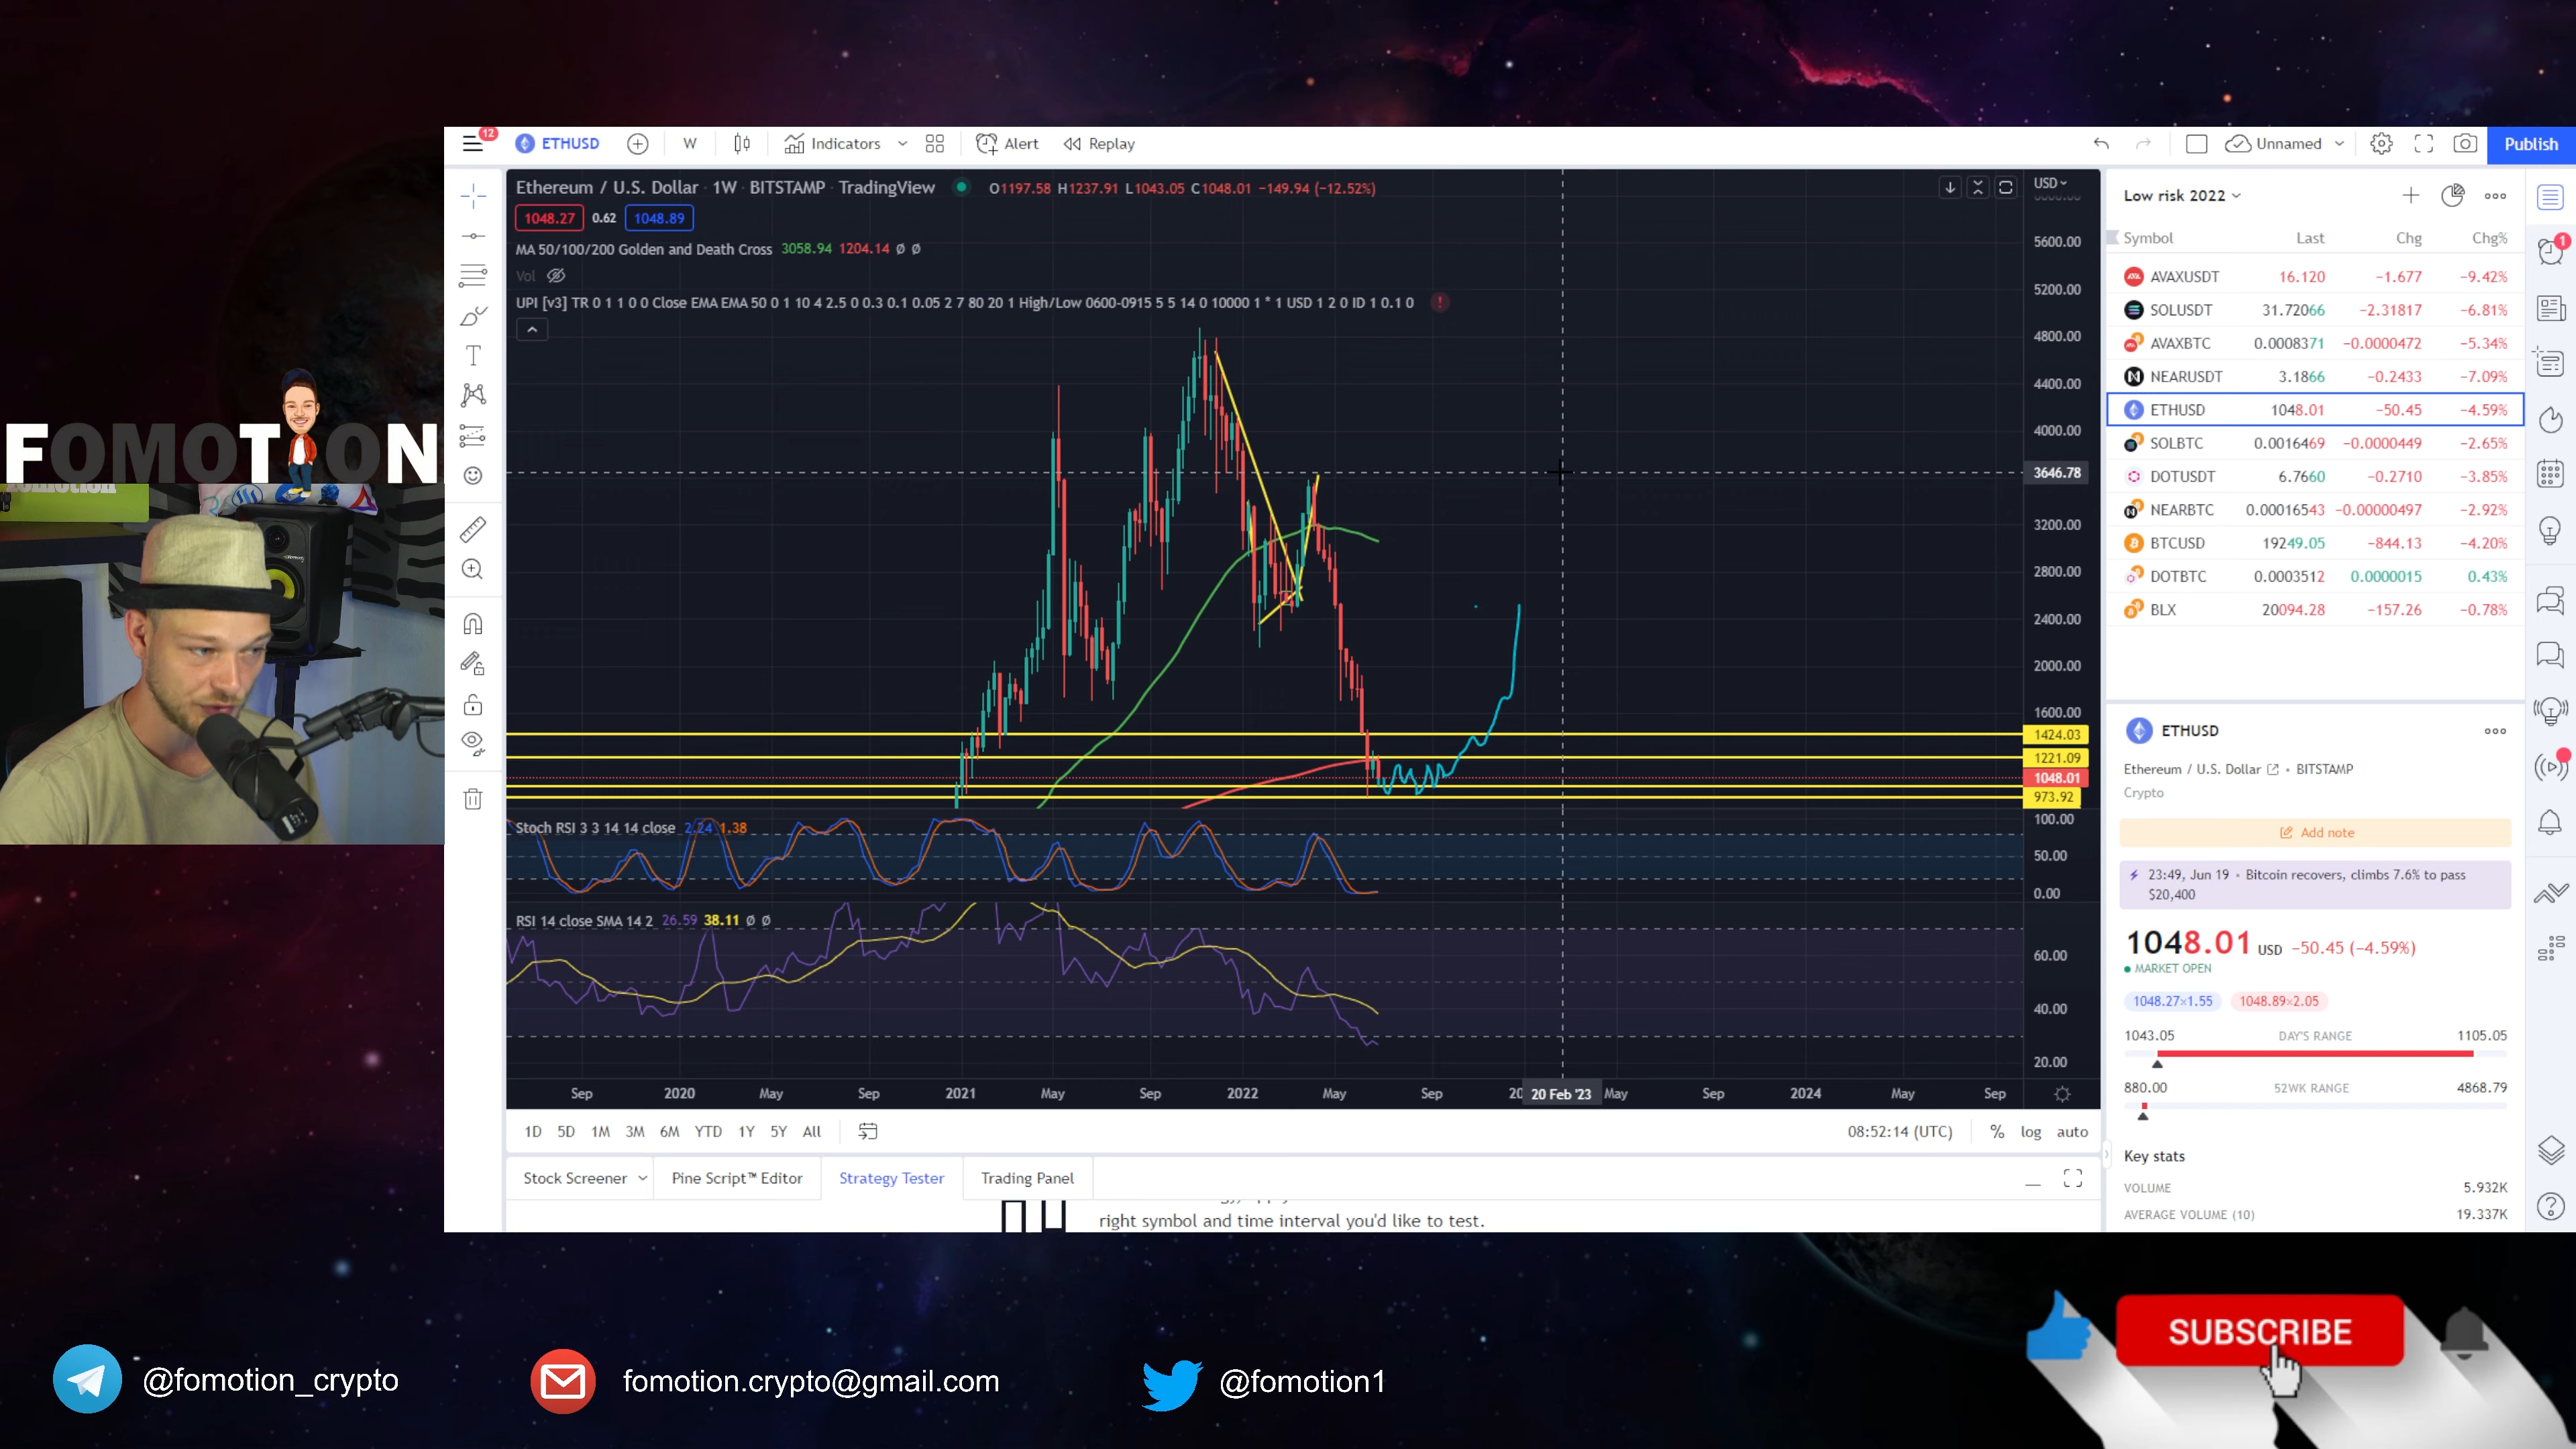 12
ETHUSD
W
Indicators
Alert
Replay
Unnamed
Publish
Ethereum / U.S. Dollar · 1W · BITSTAMP · TradingView
O1197.58 H1237.91 L1043.05 C1048.01 −149.94 (−12.52%)
1048.27 0.62 1048.89
MA 50/100/200 Golden and Death Cross 3058.94 1204.14 ø ø
Vol
UPI [v3] TR 0 1 1 0 0 Close EMA EMA 50 0 1 10 4 2.5 0 0.3 0.1 0.05 2 7 80 20 1 High/Low 0600-0915 5 5 14 0 10000 1 * 1 USD 1 2 0 ID 1 0.1 0
USD
5600.00
5200.00
4800.00
4400.00
4000.00
3646.78
3200.00
2800.00
2400.00
2000.00
1600.00
1424.03
1221.09
1048.01
973.92
Stoch RSI 3 3 14 14 close 2.24 1.38
100.00
50.00
0.00
RSI 14 close SMA 14 2 26.59 38.11 ø ø
60.00
40.00
20.00
Sep 2020 May Sep 2021 May Sep 2022 May Sep 20 20 Feb '23 May Sep 2024 May Sep
1D 5D 1M 3M 6M YTD 1Y 5Y All
08:52:14 (UTC) % log auto
Stock Screener Pine Script™ Editor Strategy Tester Trading Panel
right symbol and time interval you'd like to test.
Low risk 2022
Symbol Last Chg Chg%
AVAXUSDT 16.120 −1.677 −9.42%
SOLUSDT 31.72066 −2.31817 −6.81%
AVAXBTC 0.0008371 −0.0000472 −5.34%
NEARUSDT 3.1866 −0.2433 −7.09%
ETHUSD 1048.01 −50.45 −4.59%
SOLBTC 0.0016469 −0.0000449 −2.65%
DOTUSDT 6.7660 −0.2710 −3.85%
NEARBTC 0.00016543 −0.00000497 −2.92%
BTCUSD 19249.05 −844.13 −4.20%
DOTBTC 0.0003512 0.0000015 0.43%
BLX 20094.28 −157.26 −0.78%
1
ETHUSD
Ethereum / U.S. Dollar • BITSTAMP
Crypto
Add note
23:49, Jun 19 • Bitcoin recovers, climbs 7.6% to pass
$20,400
1048.01 USD −50.45 (−4.59%)
MARKET OPEN
1048.27×1.55 1048.89×2.05
1043.05 DAY'S RANGE 1105.05
880.00 52WK RANGE 4868.79
Key stats
VOLUME 5.932K
AVERAGE VOLUME (10) 19.337K
FOMOTION
@fomotion_crypto
fomotion.crypto@gmail.com
@fomotion1
SUBSCRIBE